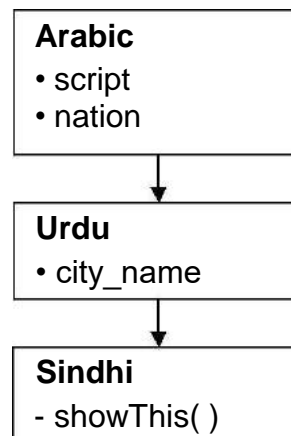 Arabic
• script
• nation
Urdu
• city_name
Sindhi
- showThis( )